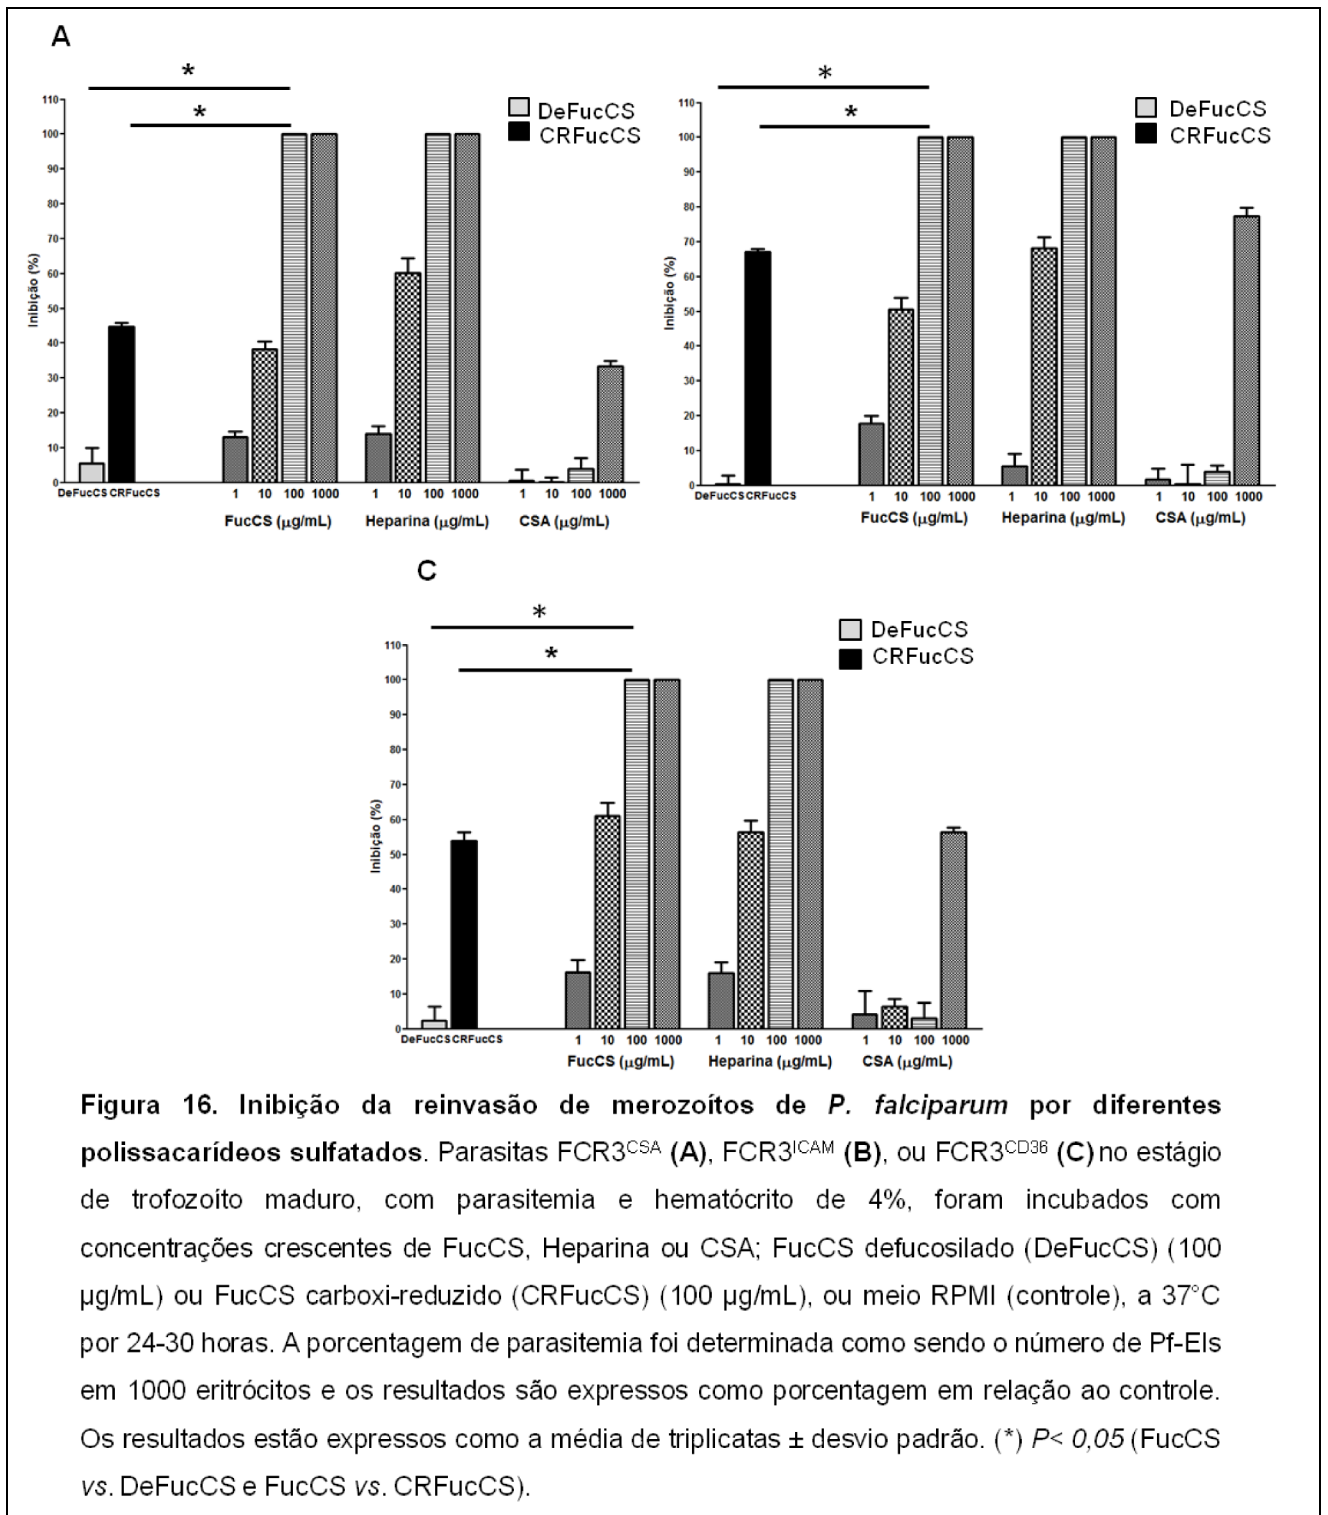 A
*
*
DeFucCS
CRFucCS
Inibição (%)
110
100
90
80
70
60
50
40
30
20
10
0
DeFucCS CRFucCS
1 10 100 1000
1 10 100 1000
1 10 100 1000
FucCS (µg/mL) Heparina (µg/mL) CSA (µg/mL)
*
*
DeFucCS
CRFucCS
Inibição (%)
110
100
90
80
70
60
50
40
30
20
10
0
DeFucCS CRFucCS
1 10 100 1000
1 10 100 1000
1 10 100 1000
FucCS (µg/mL) Heparina (µg/mL) CSA (µg/mL)
C
*
*
DeFucCS
CRFucCS
Inibição (%)
110
100
90
80
70
60
50
40
30
20
10
0
DeFucCS CRFucCS
1 10 100 1000
1 10 100 1000
1 10 100 1000
FucCS (µg/mL) Heparina (µg/mL) CSA (µg/mL)
Figura 16. Inibição da reinvasão de merozoítos de P. falciparum por diferentes
polissacarídeos sulfatados. Parasitas FCR3CSA (A), FCR3ICAM (B), ou FCR3CD36 (C) no estágio
de trofozoíto maduro, com parasitemia e hematócrito de 4%, foram incubados com
concentrações crescentes de FucCS, Heparina ou CSA; FucCS defucosilado (DeFucCS) (100
µg/mL) ou FucCS carboxi-reduzido (CRFucCS) (100 µg/mL), ou meio RPMI (controle), a 37°C
por 24-30 horas. A porcentagem de parasitemia foi determinada como sendo o número de Pf-EIs
em 1000 eritrócitos e os resultados são expressos como porcentagem em relação ao controle.
Os resultados estão expressos como a média de triplicatas ± desvio padrão. (*) P< 0,05 (FucCS
vs. DeFucCS e FucCS vs. CRFucCS).